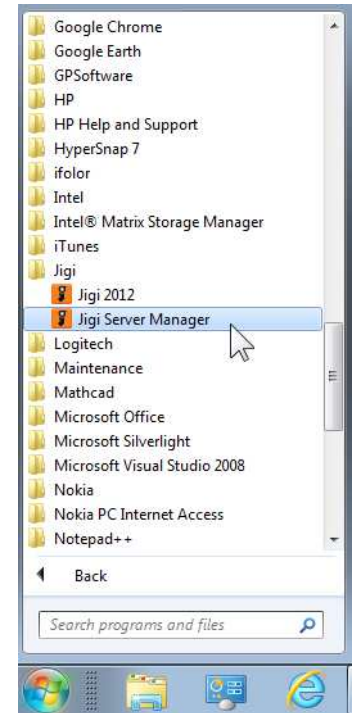 Google Chrome
Google Earth
GPSoftware
HP
HP Help and Support
HyperSnap 7
ifolor
Intel
Intel® Matrix Storage Manager
iTunes
Jigi
Jigi 2012
Jigi Server Manager
Logitech
Maintenance
Mathcad
Microsoft Office
Microsoft Silverlight
Microsoft Visual Studio 2008
Nokia
Nokia PC Internet Access
Notepad++
Back
Search programs and files